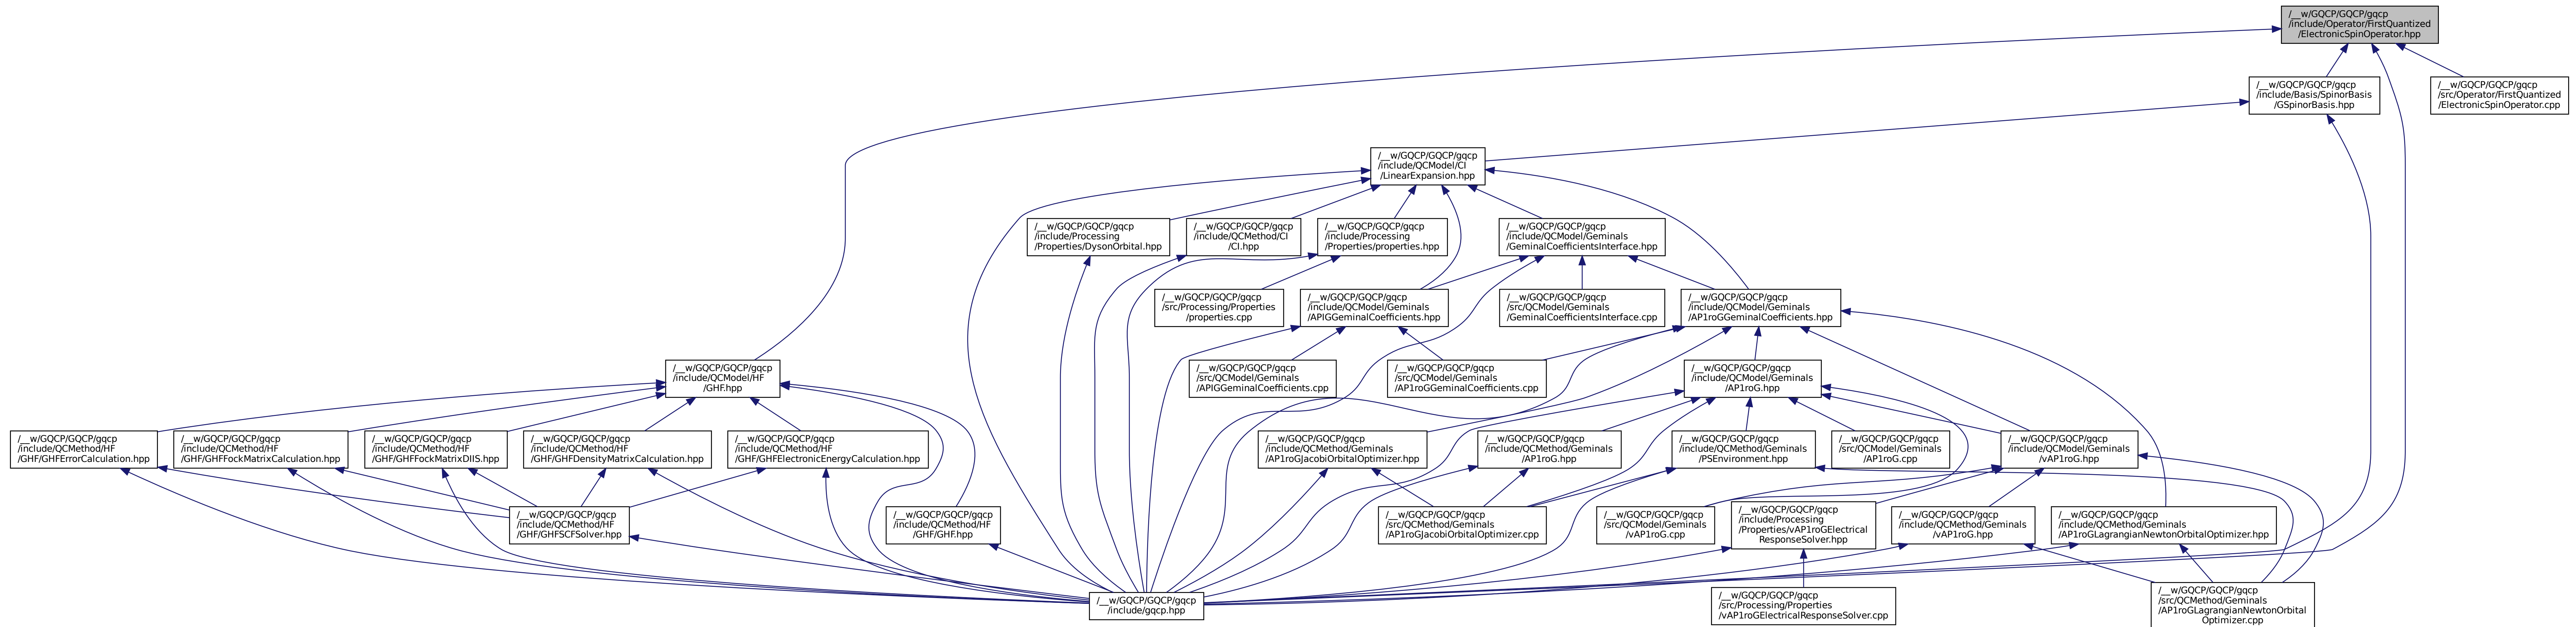 /__w/GQCP/GQCP/gqcp
/include/Operator/FirstQuantized
/ElectronicSpinOperator.hpp
/__w/GQCP/GQCP/gqcp
/include/Basis/SpinorBasis
/GSpinorBasis.hpp
/__w/GQCP/GQCP/gqcp
/src/Operator/FirstQuantized
/ElectronicSpinOperator.cpp
/__w/GQCP/GQCP/gqcp
/include/QCModel/CI
/LinearExpansion.hpp
/__w/GQCP/GQCP/gqcp
/include/Processing
/Properties/DysonOrbital.hpp
/__w/GQCP/GQCP/gqcp
/include/QCMethod/CI
/CI.hpp
/__w/GQCP/GQCP/gqcp
/include/Processing
/Properties/properties.hpp
/__w/GQCP/GQCP/gqcp
/include/QCModel/Geminals
/GeminalCoefficientsInterface.hpp
/__w/GQCP/GQCP/gqcp
/src/Processing/Properties
/properties.cpp
/__w/GQCP/GQCP/gqcp
/include/QCModel/Geminals
/APIGGeminalCoefficients.hpp
/__w/GQCP/GQCP/gqcp
/src/QCModel/Geminals
/GeminalCoefficientsInterface.cpp
/__w/GQCP/GQCP/gqcp
/include/QCModel/Geminals
/AP1roGGeminalCoefficients.hpp
/__w/GQCP/GQCP/gqcp
/include/QCModel/HF
/GHF.hpp
/__w/GQCP/GQCP/gqcp
/src/QCModel/Geminals
/APIGGeminalCoefficients.cpp
/__w/GQCP/GQCP/gqcp
/src/QCModel/Geminals
/AP1roGGeminalCoefficients.cpp
/__w/GQCP/GQCP/gqcp
/include/QCModel/Geminals
/AP1roG.hpp
/__w/GQCP/GQCP/gqcp
/include/QCMethod/HF
/GHF/GHFErrorCalculation.hpp
/__w/GQCP/GQCP/gqcp
/include/QCMethod/HF
/GHF/GHFFockMatrixCalculation.hpp
/__w/GQCP/GQCP/gqcp
/include/QCMethod/HF
/GHF/GHFFockMatrixDIIS.hpp
/__w/GQCP/GQCP/gqcp
/include/QCMethod/HF
/GHF/GHFDensityMatrixCalculation.hpp
/__w/GQCP/GQCP/gqcp
/include/QCMethod/HF
/GHF/GHFElectronicEnergyCalculation.hpp
/__w/GQCP/GQCP/gqcp
/include/QCMethod/Geminals
/AP1roGJacobiOrbitalOptimizer.hpp
/__w/GQCP/GQCP/gqcp
/include/QCMethod/Geminals
/AP1roG.hpp
/__w/GQCP/GQCP/gqcp
/include/QCMethod/Geminals
/PSEnvironment.hpp
/__w/GQCP/GQCP/gqcp
/src/QCModel/Geminals
/AP1roG.cpp
/__w/GQCP/GQCP/gqcp
/include/QCModel/Geminals
/vAP1roG.hpp
/__w/GQCP/GQCP/gqcp
/include/QCMethod/HF
/GHF/GHFSCFSolver.hpp
/__w/GQCP/GQCP/gqcp
/include/QCMethod/HF
/GHF/GHF.hpp
/__w/GQCP/GQCP/gqcp
/src/QCMethod/Geminals
/AP1roGJacobiOrbitalOptimizer.cpp
/__w/GQCP/GQCP/gqcp
/src/QCModel/Geminals
/vAP1roG.cpp
/__w/GQCP/GQCP/gqcp
/include/Processing
/Properties/vAP1roGElectrical
ResponseSolver.hpp
/__w/GQCP/GQCP/gqcp
/include/QCMethod/Geminals
/vAP1roG.hpp
/__w/GQCP/GQCP/gqcp
/include/QCMethod/Geminals
/AP1roGLagrangianNewtonOrbitalOptimizer.hpp
/__w/GQCP/GQCP/gqcp
/include/gqcp.hpp
/__w/GQCP/GQCP/gqcp
/src/Processing/Properties
/vAP1roGElectricalResponseSolver.cpp
/__w/GQCP/GQCP/gqcp
/src/QCMethod/Geminals
/AP1roGLagrangianNewtonOrbital
Optimizer.cpp